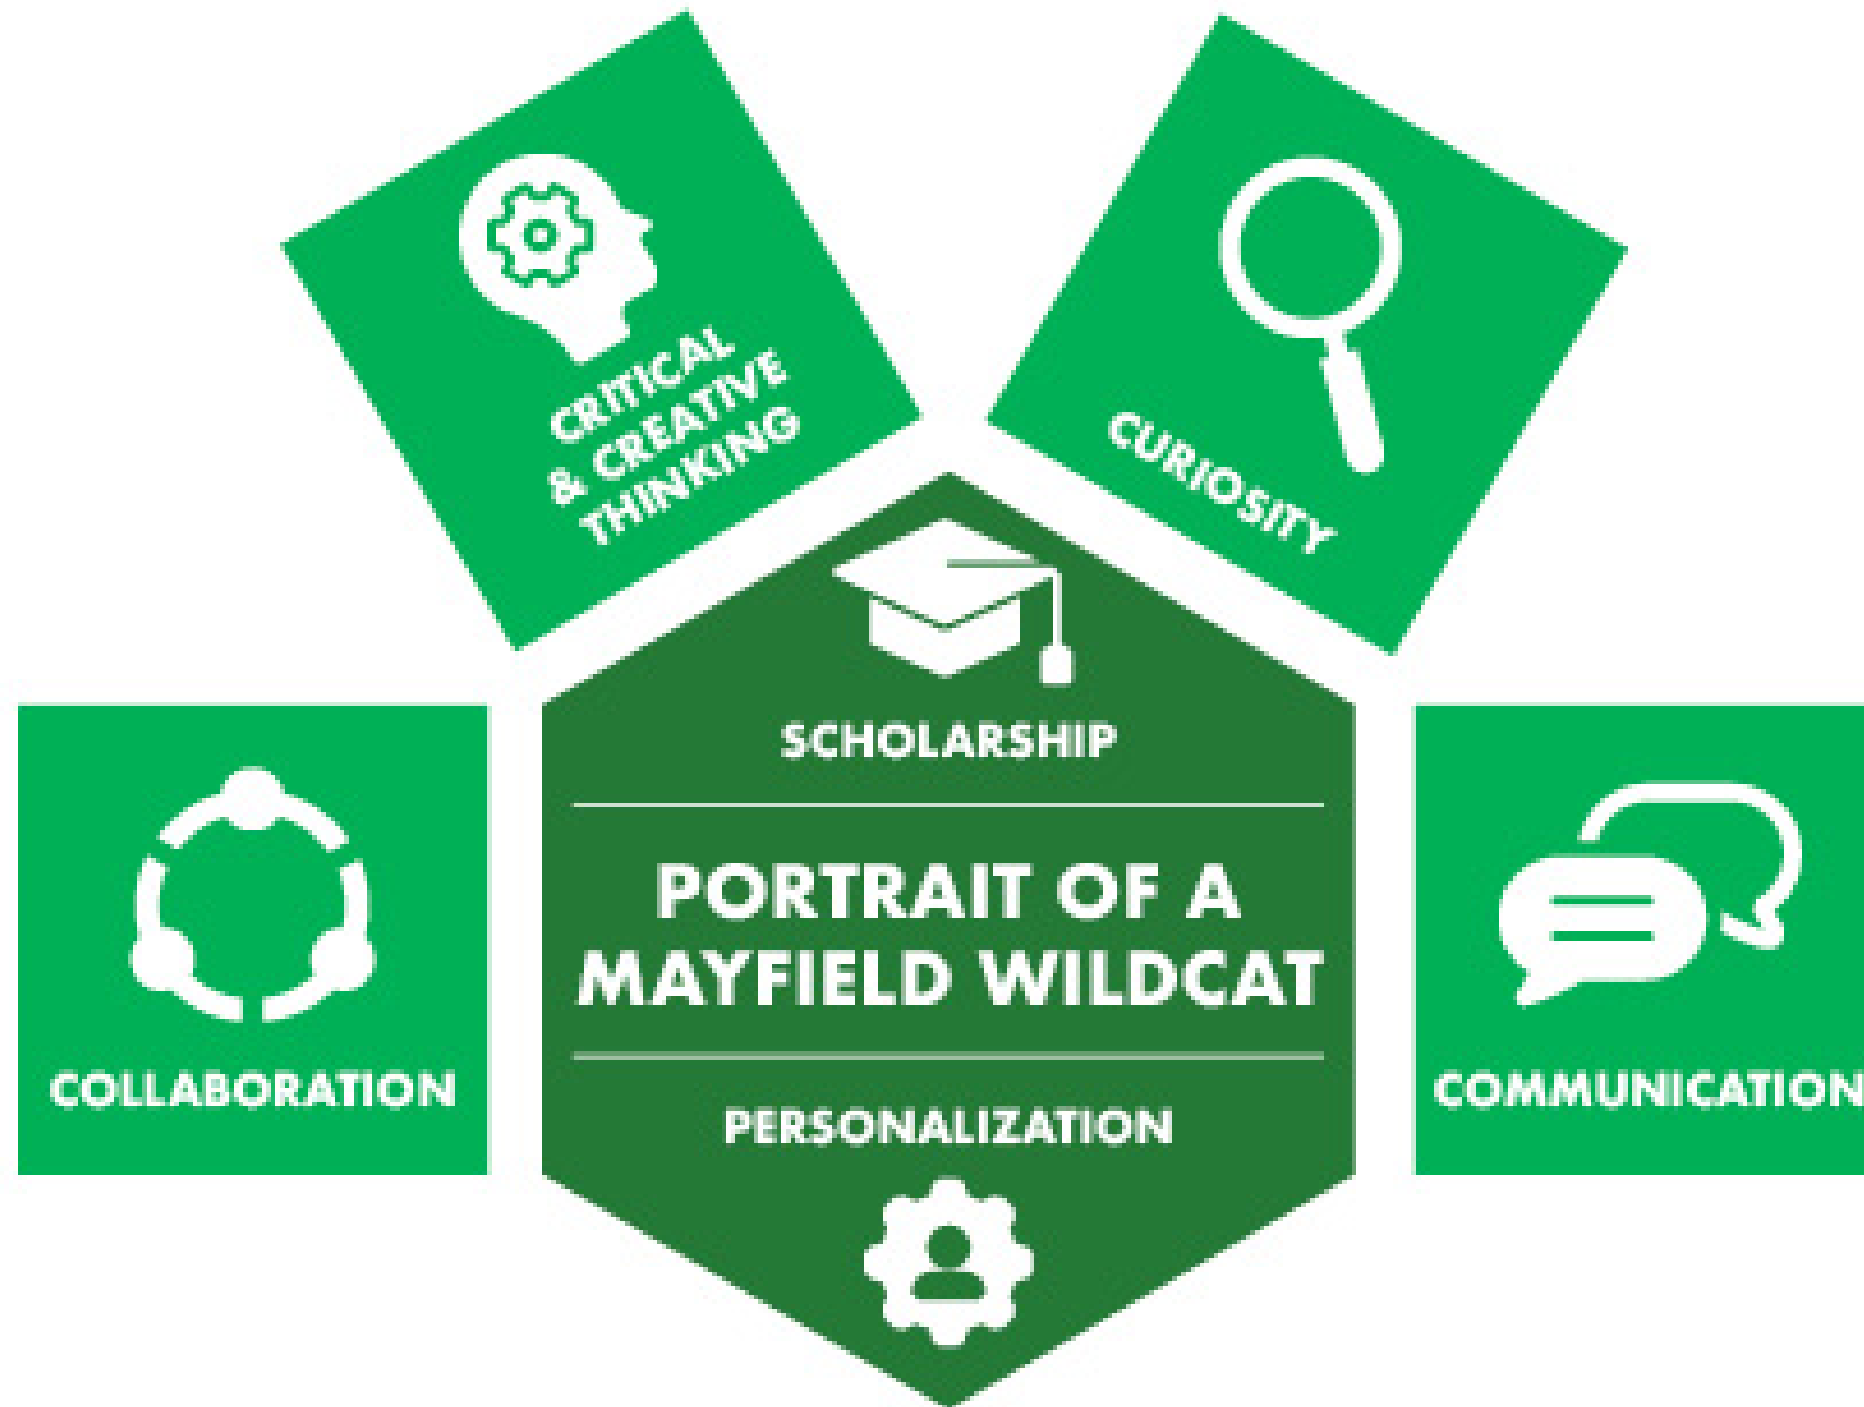 CRITICAL
& CREATIVE
THINKING
CURIOSITY
COLLABORATION
SCHOLARSHIP
PORTRAIT OF A
MAYFIELD WILDCAT
PERSONALIZATION
COMMUNICATION